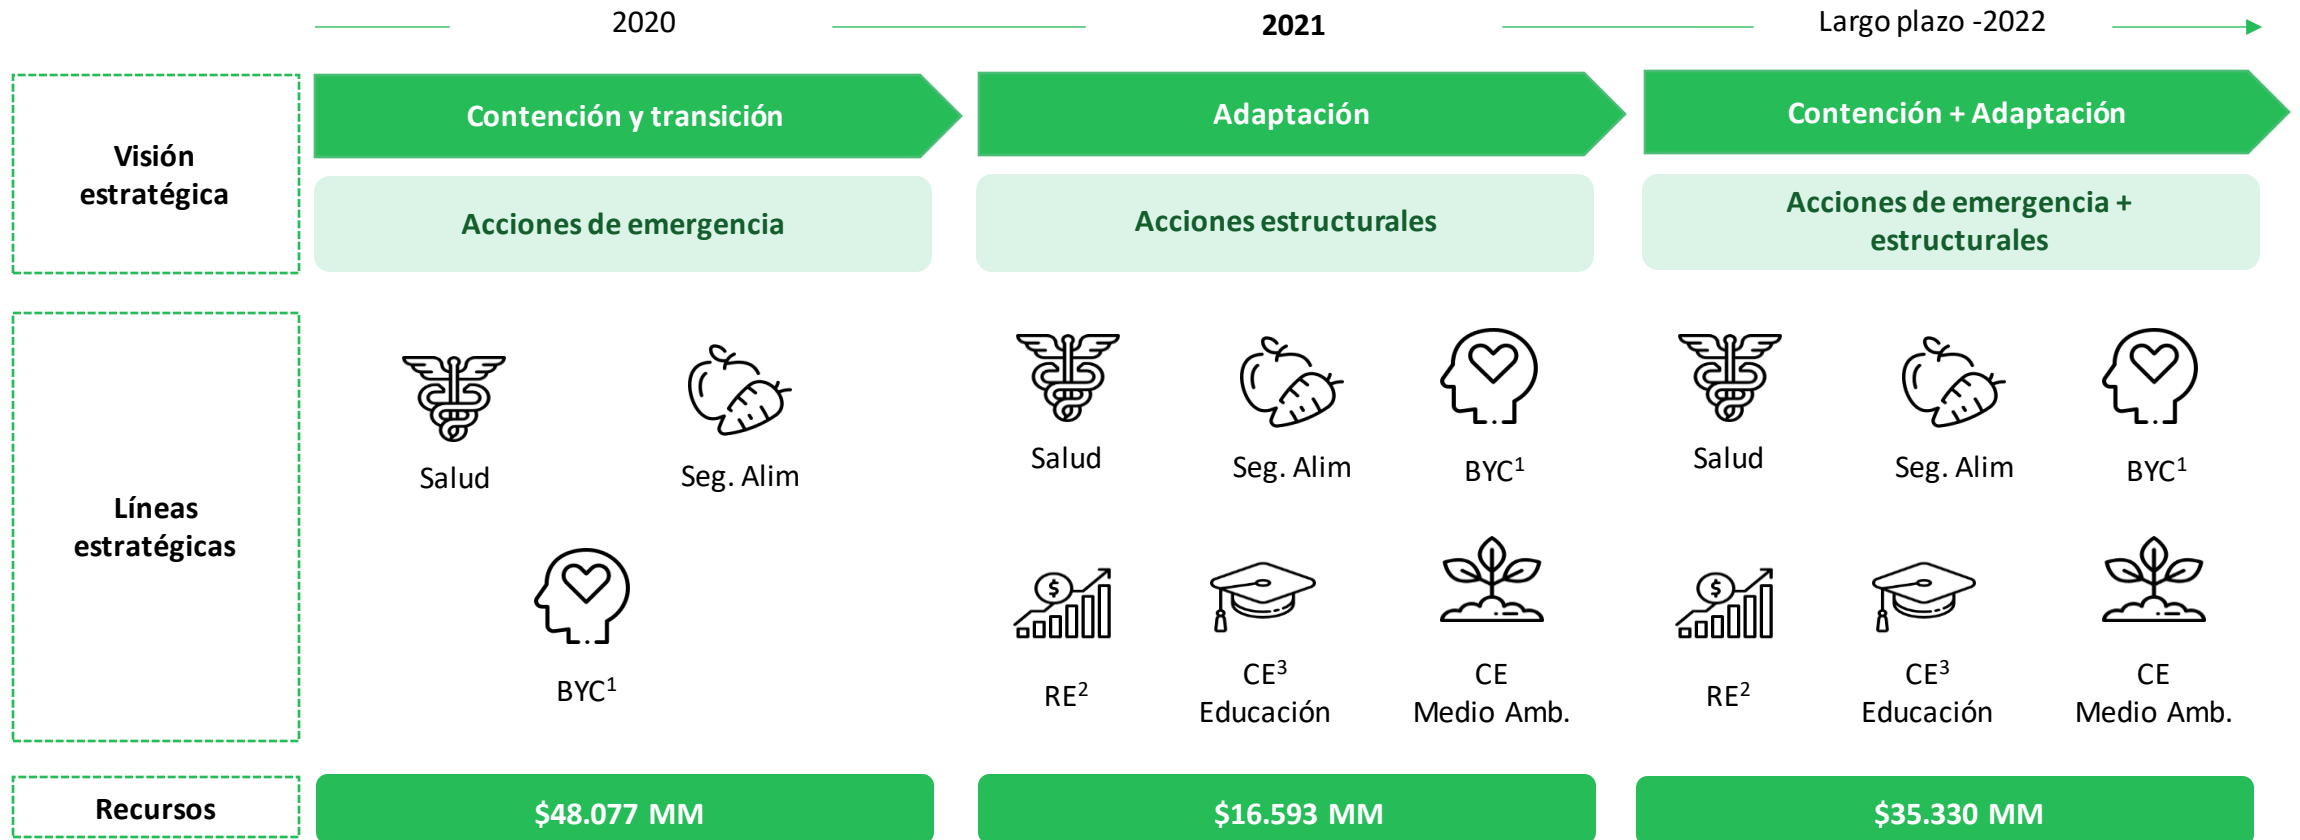 2020
2021
Largo plazo -2022
Visión
estratégica
Contención y transición
Adaptación
Contención + Adaptación
Acciones de emergencia
Acciones estructurales
Acciones de emergencia +
estructurales
Líneas
estratégicas
Salud
Seg. Alim
BYC¹
Salud
Seg. Alim
BYC¹
RE²
CE³
Educación
CE
Medio Amb.
Salud
Seg. Alim
BYC¹
RE²
CE³
Educación
CE
Medio Amb.
Recursos
$48.077 MM
$16.593 MM
$35.330 MM